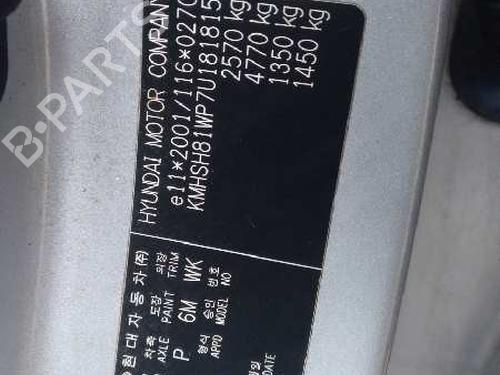 HYUNDAI MOTOR COMPANY
e11*2001/116*0270
KMHSH81WP7U181815
2570 kg
4770 kg
1350 kg
1450 kg
현대자동차(주)
차축 도장 의장
AXLE PAINT TRIM
P 6M WK
형식 승인 번호
APPD MODEL NO
DATE
B-PARTS